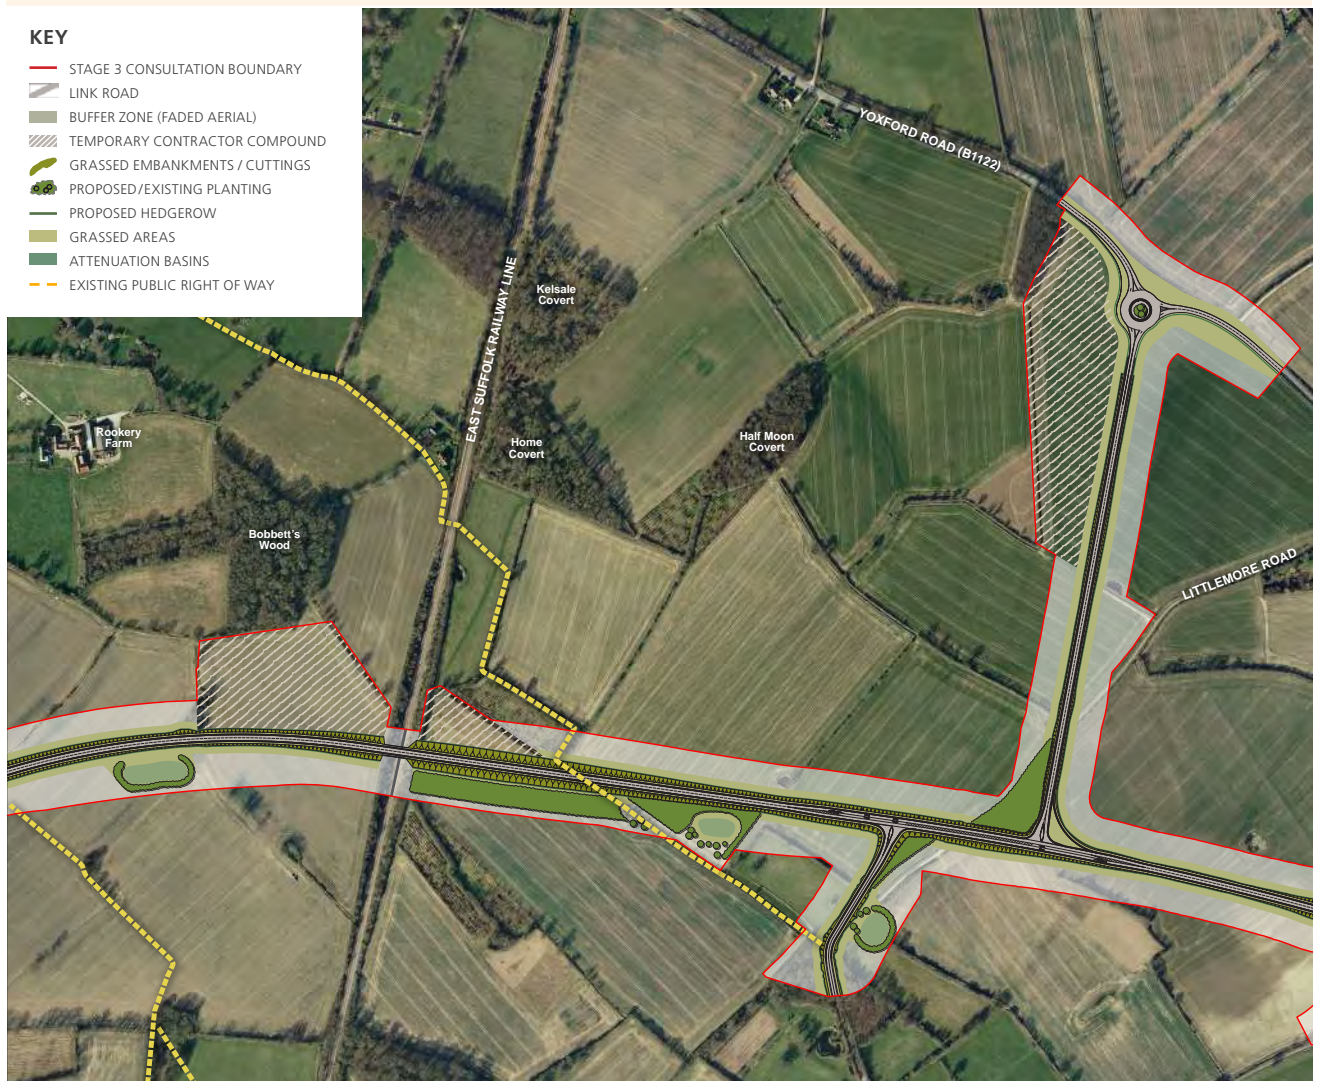 KEY
STAGE 3 CONSULTATION BOUNDARY
LINK ROAD
BUFFER ZONE (FADED AERIAL)
TEMPORARY CONTRACTOR COMPOUND
GRASSED EMBANKMENTS / CUTTINGS
PROPOSED/EXISTING PLANTING
PROPOSED HEDGEROW
GRASSED AREAS
ATTENUATION BASINS
EXISTING PUBLIC RIGHT OF WAY
YOXFORD ROAD (B1122)
EAST SUFFOLK RAILWAY LINE
Kelsale
Covert
Rookery
Farm
Home
Covert
Half Moon
Covert
Bobbett's
Wood
LITTLEMORE ROAD